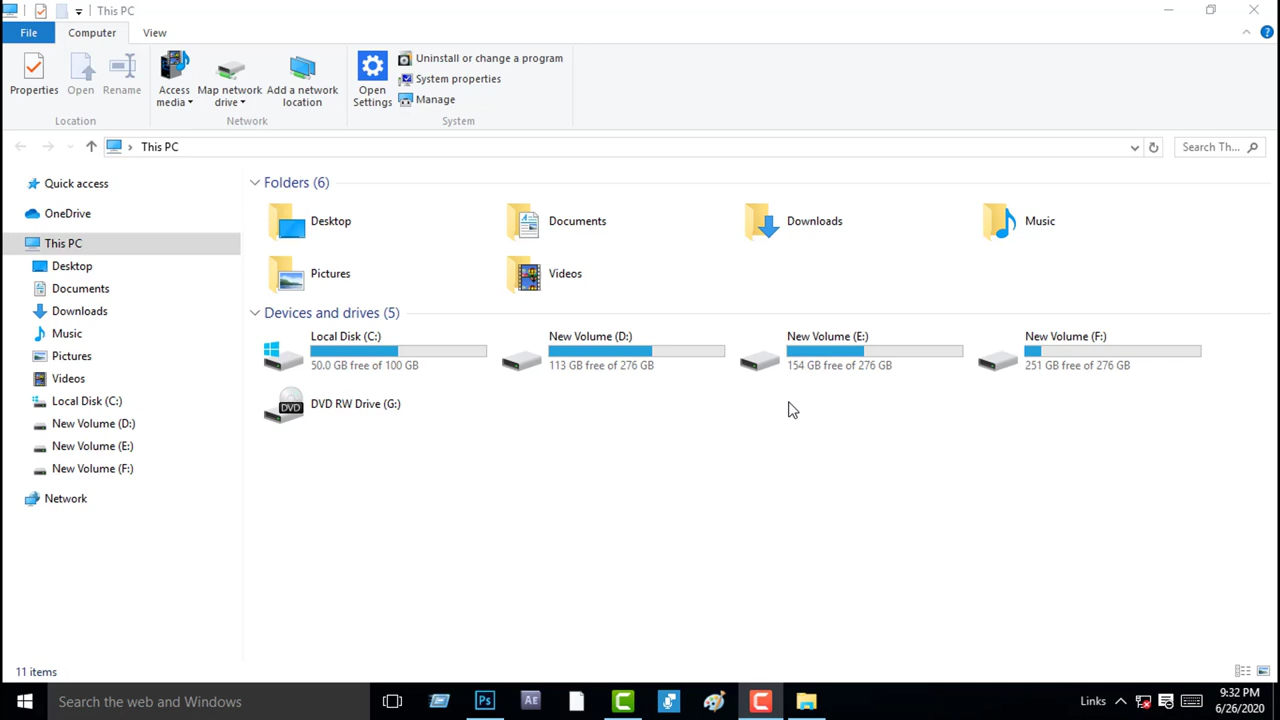 This PC
File Computer View
Properties Open Rename Access media Map network drive Add a network location Open Settings Uninstall or change a program
System properties
Manage
Location Network System
This PC Search Th...
Quick access
OneDrive
This PC
Desktop
Documents
Downloads
Music
Pictures
Videos
Local Disk (C:)
New Volume (D:)
New Volume (E:)
New Volume (F:)
Network
Folders (6)
Desktop Documents Downloads Music
Pictures Videos
Devices and drives (5)
Local Disk (C:) New Volume (D:) New Volume (E:) New Volume (F:)
50.0 GB free of 100 GB 113 GB free of 276 GB 154 GB free of 276 GB 251 GB free of 276 GB
DVD DVD RW Drive (G:)
11 items
Search the web and Windows Ps Ae Links 9:32 PM
6/26/2020